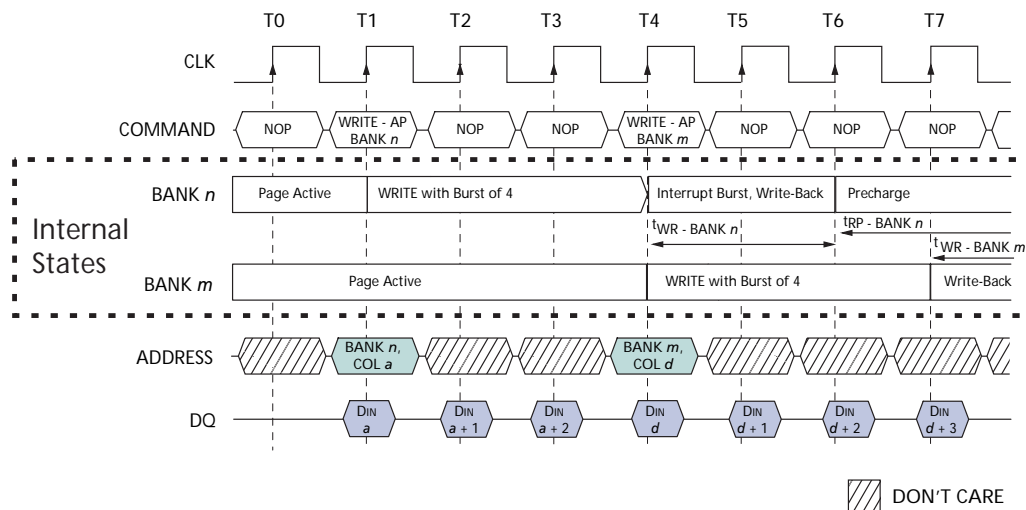 T0 T1 T2 T3 T4 T5 T6 T7
CLK
COMMAND NOP WRITE - AP BANK n NOP NOP WRITE - AP BANK m NOP NOP NOP
Internal States
BANK n Page Active WRITE with Burst of 4 Interrupt Burst, Write-Back Precharge
tWR - BANK n tRP - BANK n
tWR - BANK m
BANK m Page Active WRITE with Burst of 4 Write-Back
ADDRESS BANK n, COL a BANK m, COL d
DQ DIN a DIN a + 1 DIN a + 2 DIN d DIN d + 1 DIN d + 2 DIN d + 3
DON'T CARE